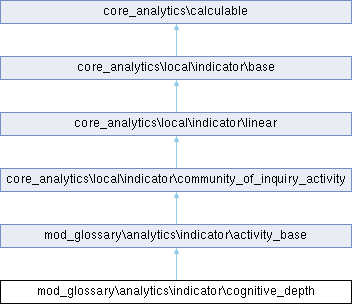 core_analytics\calculable
core_analytics\local\indicator\base
core_analytics\local\indicator\linear
core_analytics\local\indicator\community_of_inquiry_activity
mod_glossary\analytics\indicator\activity_base
mod_glossary\analytics\indicator\cognitive_depth